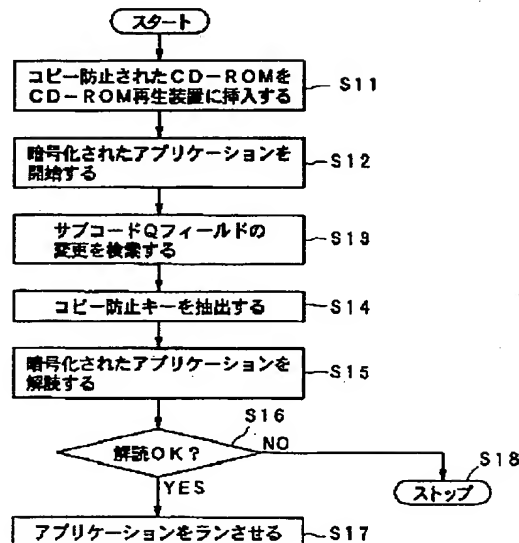 スタート
コピー防止されたCD-ROMを
CD-ROM再生装置に挿入する
S11
暗号化されたアプリケーションを
開始する
S12
サブコードQフィールドの
変更を検索する
S13
コピー防止キーを抽出する
S14
暗号化されたアプリケーションを
解読する
S15
S16
解読OK?
NO
YES
S18
ストップ
アプリケーションをランさせる
S17